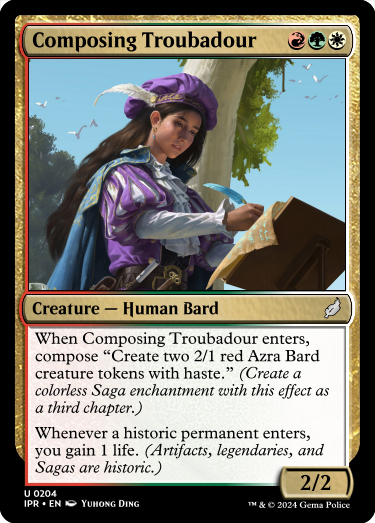 Composing Troubadour
Creature — Human Bard
When Composing Troubadour enters,
compose “Create two 2/1 red Azra Bard
creature tokens with haste.” (Create a
colorless Saga enchantment with this effect as
a third chapter.)
Whenever a historic permanent enters,
you gain 1 life. (Artifacts, legendaries, and
Sagas are historic.)
2/2
U 0204
IPR • EN Yuhong Ding
™ & © 2024 Gema Police